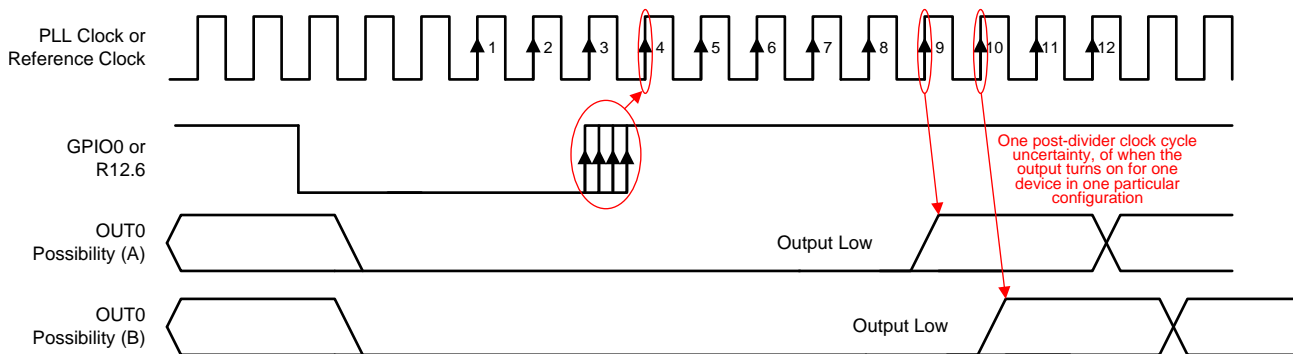 PLL Clock or
Reference Clock
1 2 3 4 5 6 7 8 9 10 11 12
GPIO0 or
R12.6
One post-divider clock cycle
uncertainty, of when the
output turns on for one
device in one particular
configuration
OUT0
Possibility (A)
Output Low
OUT0
Possibility (B)
Output Low